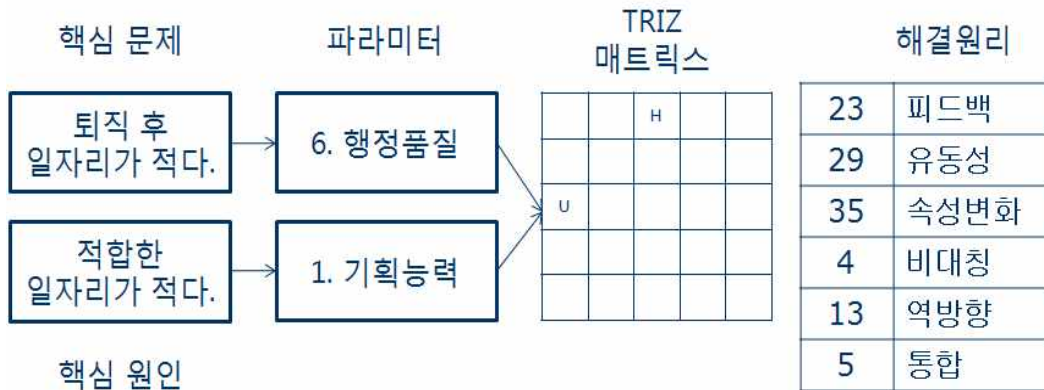 핵심 문제
파라미터
TRIZ
매트릭스
해결원리
퇴직 후
일자리가 적다.
6. 행정품질
적합한
일자리가 적다.
1. 기획능력
H
U
23 피드백
29 유동성
35 속성변화
4 비대칭
13 역방향
5 통합
핵심 원인